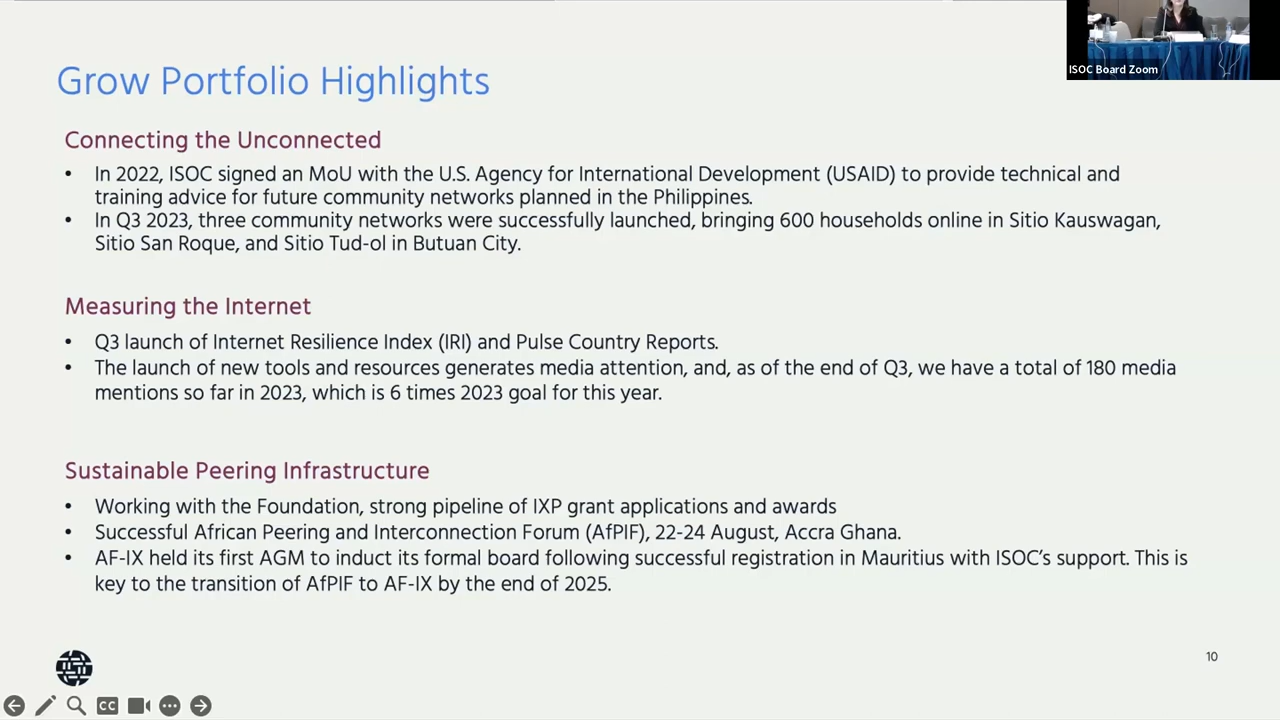 ISOC Board Zoom
Grow Portfolio Highlights
Connecting the Unconnected
• In 2022, ISOC signed an MoU with the U.S. Agency for International Development (USAID) to provide technical and
training advice for future community networks planned in the Philippines.
• In Q3 2023, three community networks were successfully launched, bringing 600 households online in Sitio Kauswagan,
Sitio San Roque, and Sitio Tud-ol in Butuan City.
Measuring the Internet
• Q3 launch of Internet Resilience Index (IRI) and Pulse Country Reports.
• The launch of new tools and resources generates media attention, and, as of the end of Q3, we have a total of 180 media
mentions so far in 2023, which is 6 times 2023 goal for this year.
Sustainable Peering Infrastructure
• Working with the Foundation, strong pipeline of IXP grant applications and awards
• Successful African Peering and Interconnection Forum (AfPIF), 22-24 August, Accra Ghana.
• AF-IX held its first AGM to induct its formal board following successful registration in Mauritius with ISOC’s support. This is
key to the transition of AfPIF to AF-IX by the end of 2025.
10
CC